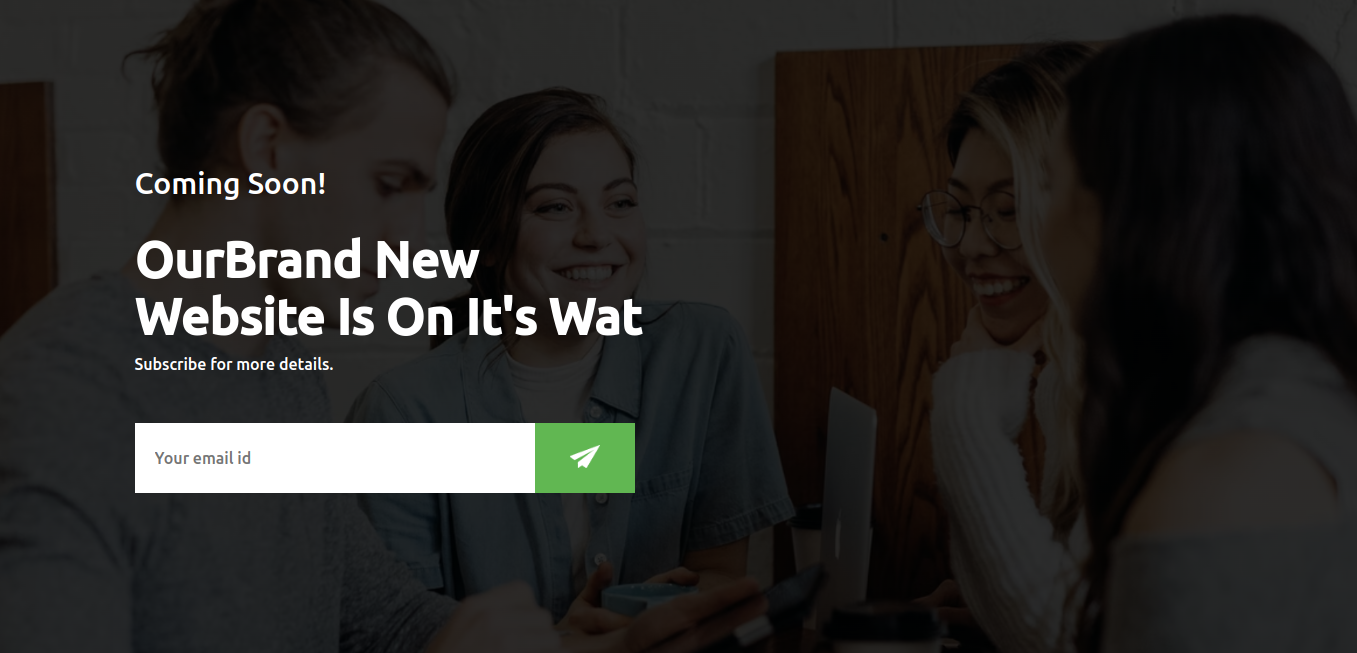 Coming Soon!
OurBrand New
Website Is On It's Wat
Subscribe for more details.
Your email id